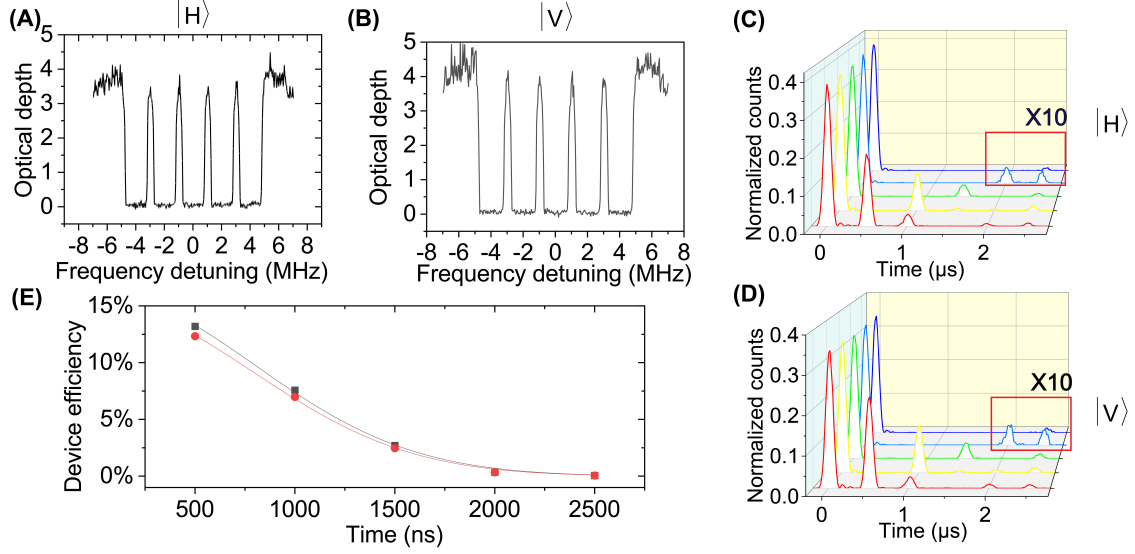 (A)
|H⟩
Optical depth
5
4
3
2
1
0
-8 -6 -4 -2 0 2 4 6 8
Frequency detuning (MHz)
(B)
|V⟩
Optical depth
5
4
3
2
1
0
-8 -6 -4 -2 0 2 4 6 8
Frequency detuning (MHz)
(C)
Normalized counts
0.4
0.3
0.2
0.1
0.0
X10
|H⟩
0 1 2
Time (µs)
(D)
Normalized counts
0.4
0.3
0.2
0.1
0.0
X10
|V⟩
0 1 2
Time (µs)
(E)
Device efficiency
15%
10%
5%
0%
500 1000 1500 2000 2500
Time (ns)